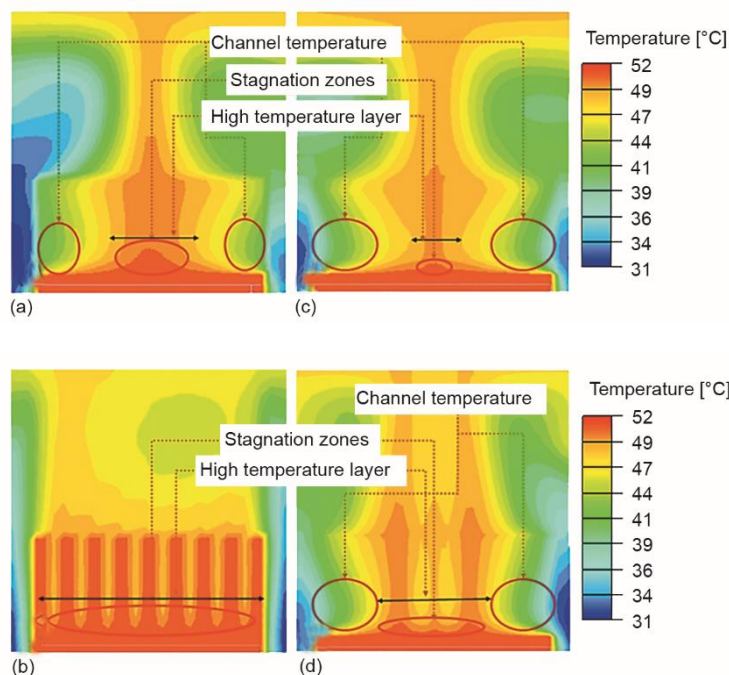 Channel temperature
Stagnation zones
High temperature layer
Temperature [°C]
52
49
47
44
41
39
36
34
31
(a)
(c)
Channel temperature
Stagnation zones
High temperature layer
Temperature [°C]
52
49
47
44
41
39
36
34
31
(b)
(d)